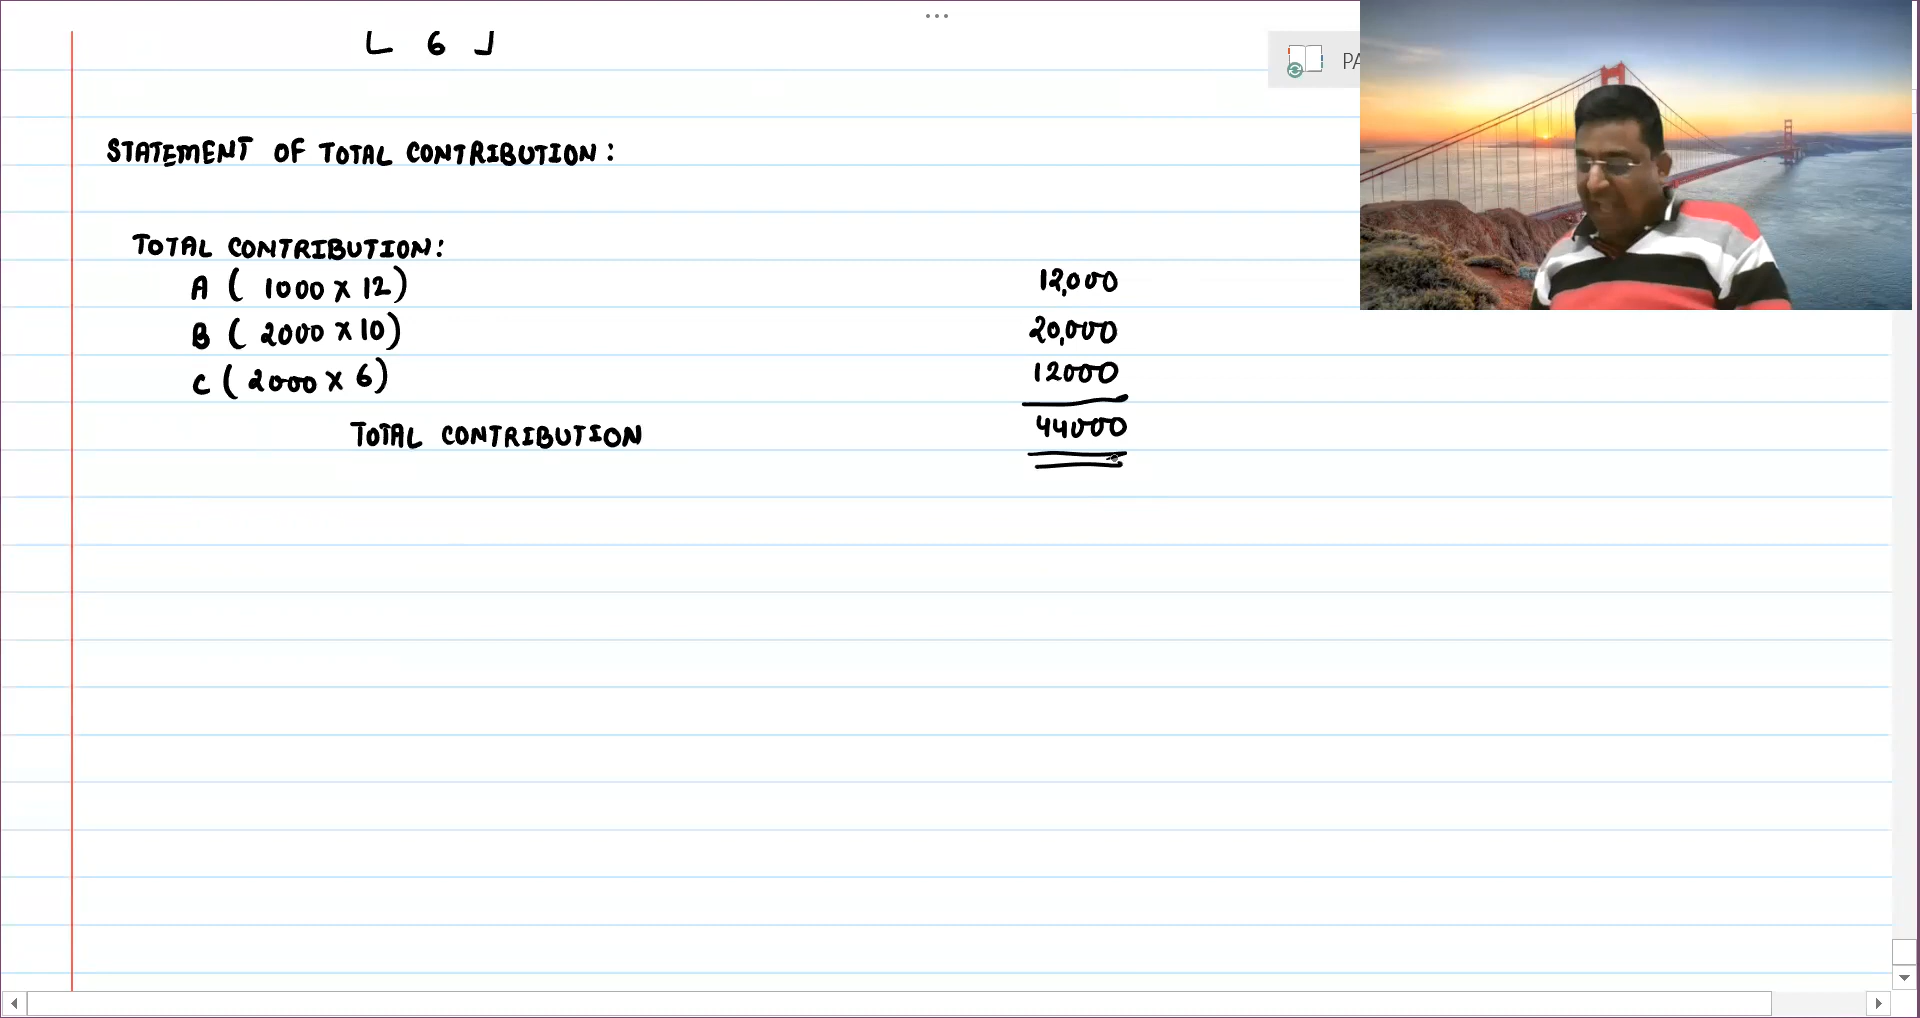 [ 6 ]
PA
STATEMENT OF TOTAL CONTRIBUTION :
TOTAL CONTRIBUTION:
A ( 1000 × 12) 12,000
B ( 2000 × 10) 20,000
C ( 2000 × 6) 12000
TOTAL CONTRIBUTION 44000